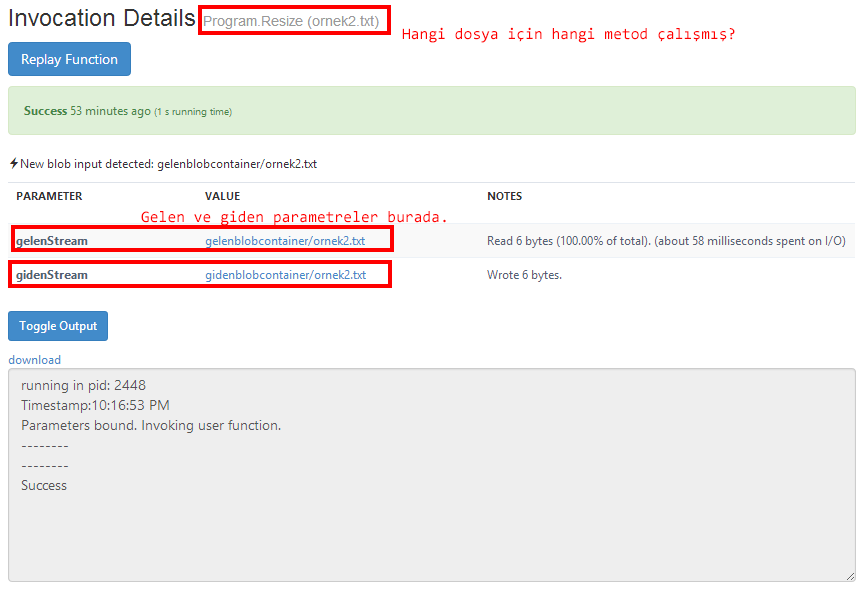 Invocation Details Program.Resize (ornek2.txt)
Hangi dosya için hangi metod çalışmış?
Replay Function
Success 53 minutes ago (1 s running time)
New blob input detected: gelenblobcontainer/ornek2.txt
PARAMETER VALUE NOTES
Gelen ve giden parametreler burada.
gelenStream gelenblobcontainer/ornek2.txt Read 6 bytes (100.00% of total). (about 58 milliseconds spent on I/O)
gidenStream gidenblobcontainer/ornek2.txt Wrote 6 bytes.
Toggle Output
download
running in pid: 2448
Timestamp:10:16:53 PM
Parameters bound. Invoking user function.
--------
--------
Success